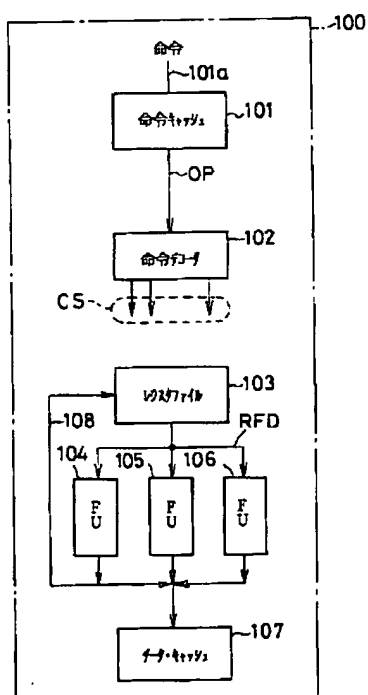 100
命令
101a
命令キャッシュ
101
OP
命令デコーダ
102
CS
レジスタファイル
103
108
RFD
104
105
106
FU
FU
FU
データ・キャッシュ
107